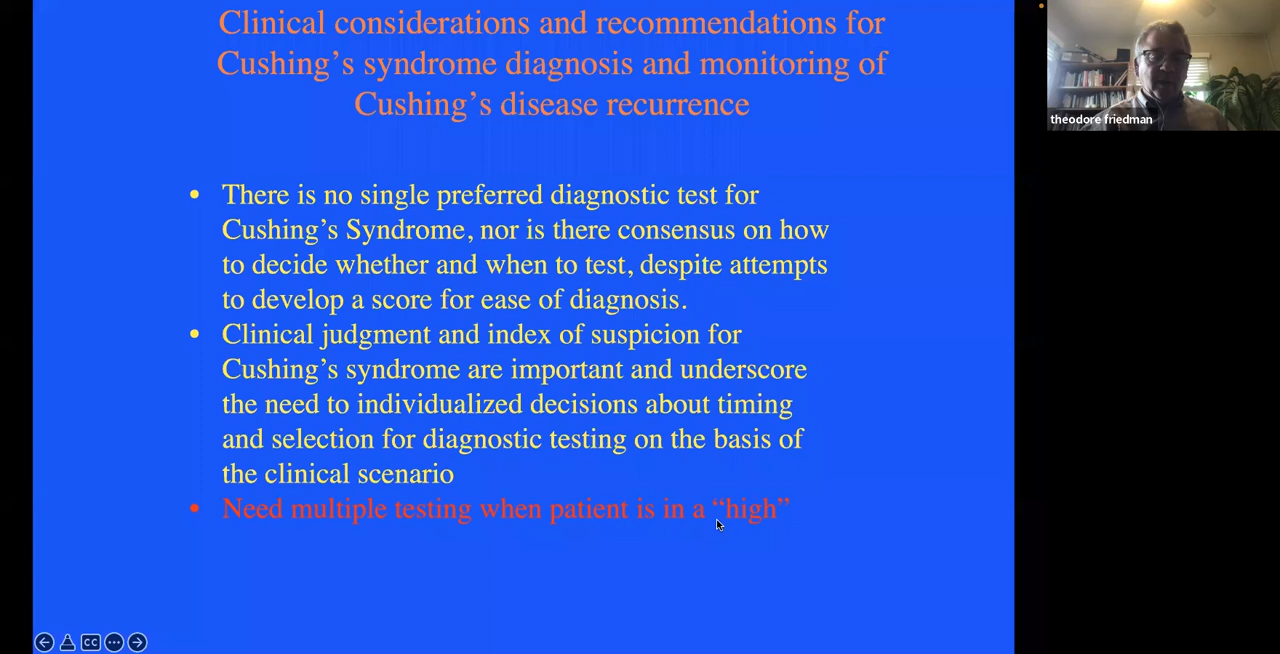 Clinical considerations and recommendations for
Cushing’s syndrome diagnosis and monitoring of
Cushing’s disease recurrence
theodore friedman
• There is no single preferred diagnostic test for
Cushing’s Syndrome, nor is there consensus on how
to decide whether and when to test, despite attempts
to develop a score for ease of diagnosis.
• Clinical judgment and index of suspicion for
Cushing’s syndrome are important and underscore
the need to individualized decisions about timing
and selection for diagnostic testing on the basis of
the clinical scenario
• Need multiple testing when patient is in a “high”
CC